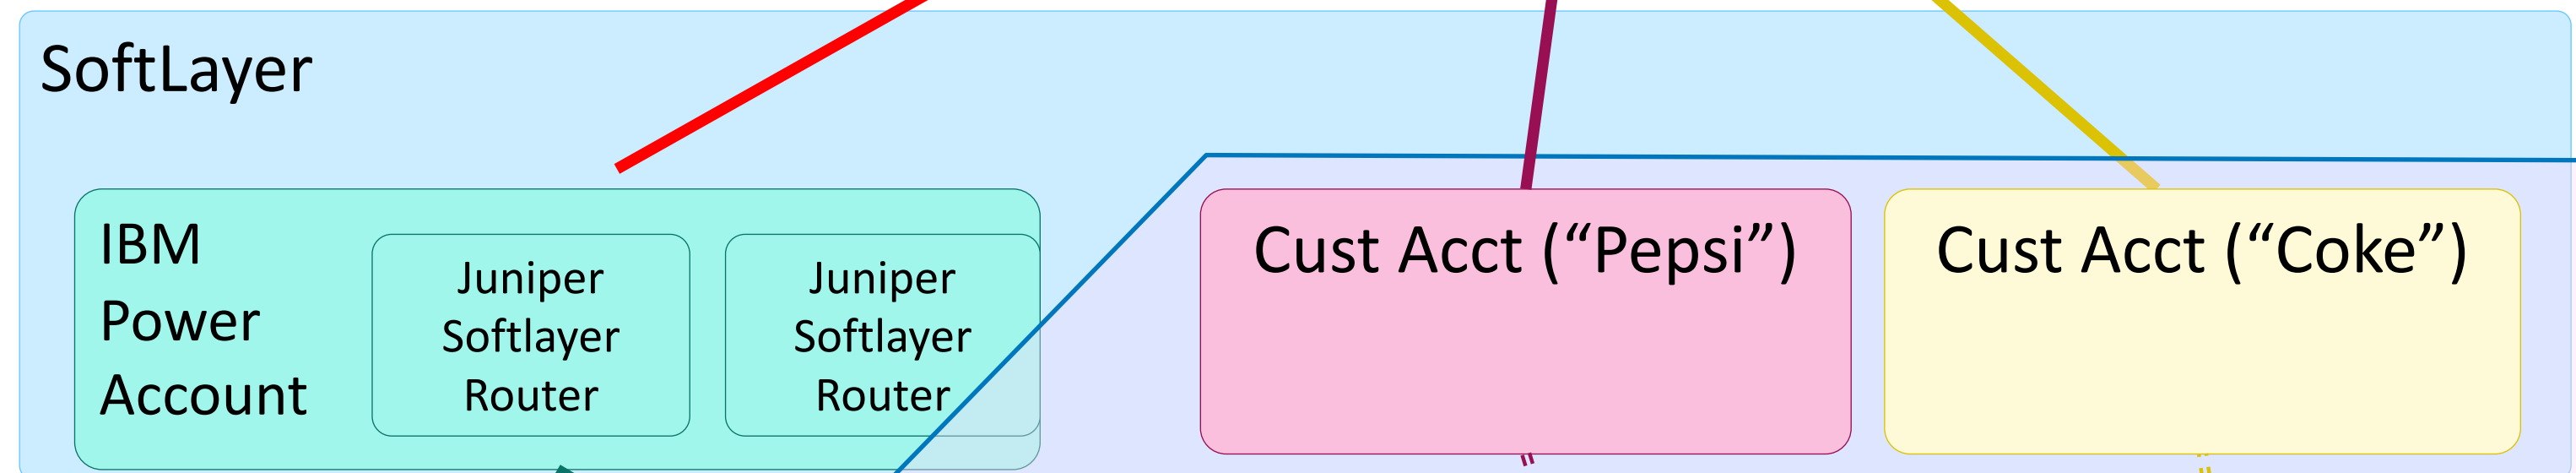 SoftLayer
IBM
Power
Account
Juniper
Softlayer
Router
Juniper
Softlayer
Router
Cust Acct (“Pepsi”)
Cust Acct (“Coke”)